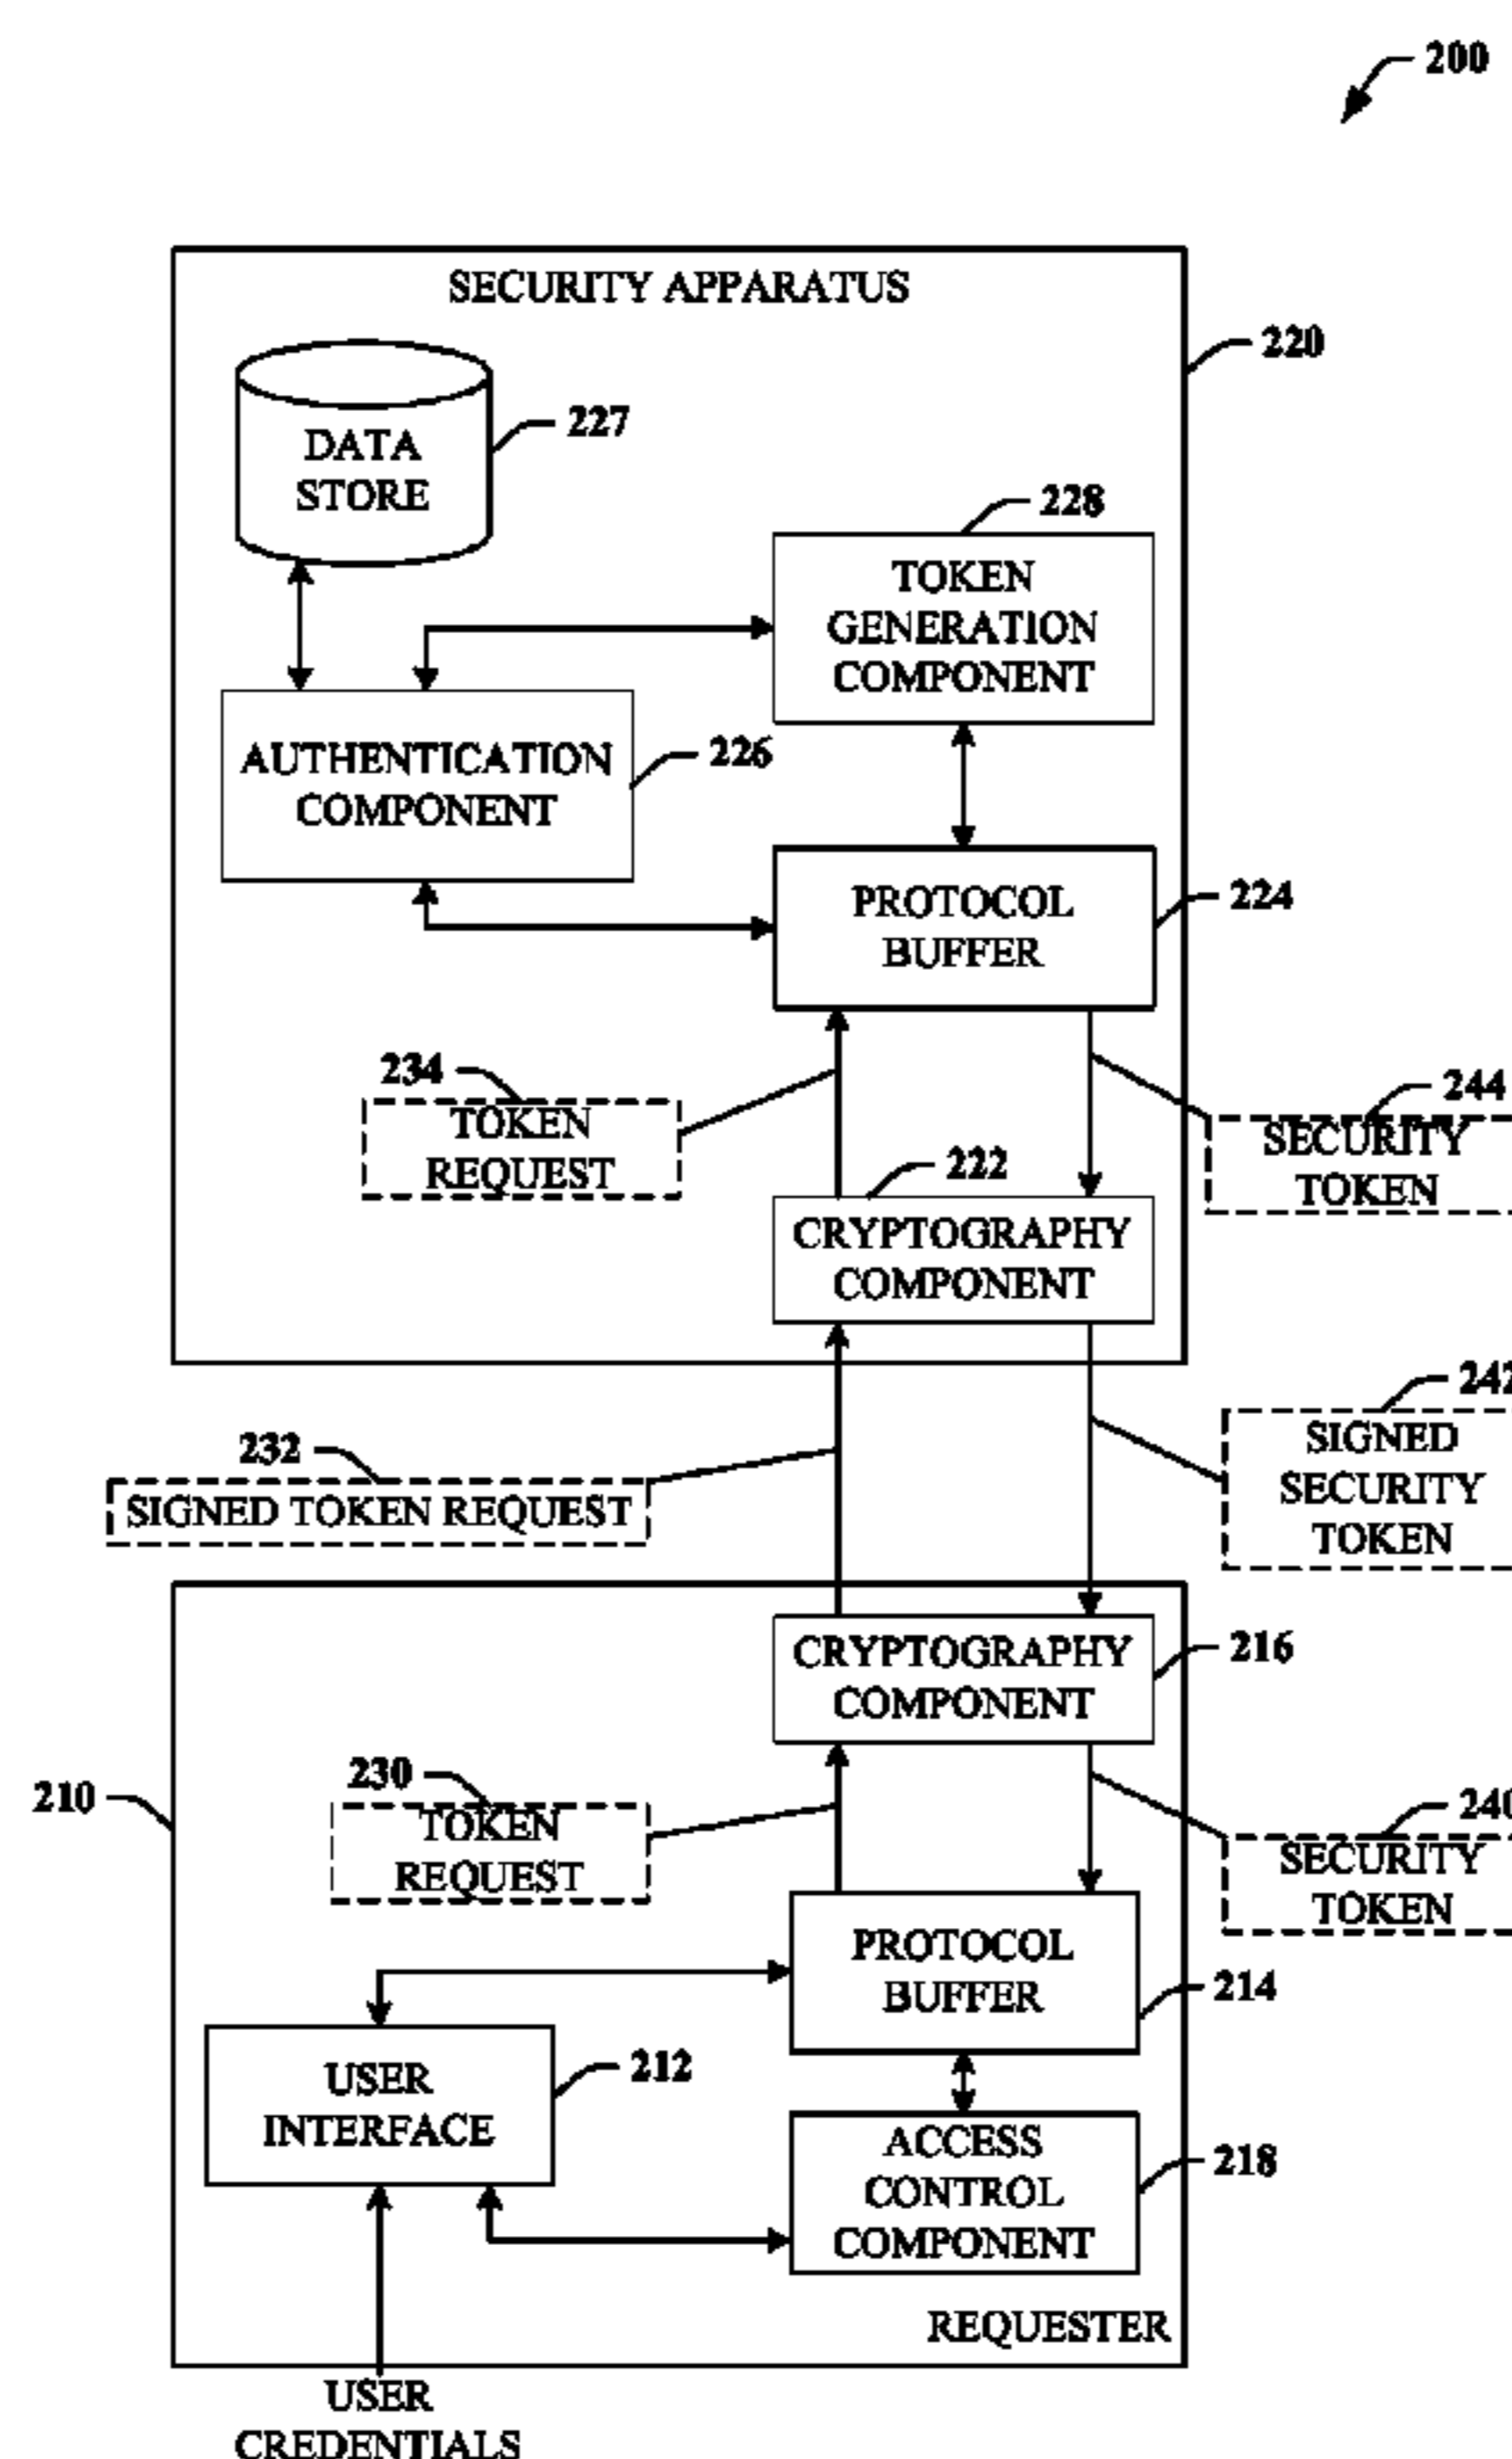 200
SECURITY APPARATUS
220
DATA
STORE
227
228
TOKEN
GENERATION
COMPONENT
AUTHENTICATION
COMPONENT
226
PROTOCOL
BUFFER
224
234
TOKEN
REQUEST
244
SECURITY
TOKEN
222
CRYPTOGRAPHY
COMPONENT
242
SIGNED
SECURITY
TOKEN
232
SIGNED TOKEN REQUEST
CRYPTOGRAPHY
COMPONENT
216
210
230
TOKEN
REQUEST
240
SECURITY
TOKEN
PROTOCOL
BUFFER
214
USER
INTERFACE
212
ACCESS
CONTROL
COMPONENT
218
REQUESTER
USER
CREDENTIALS